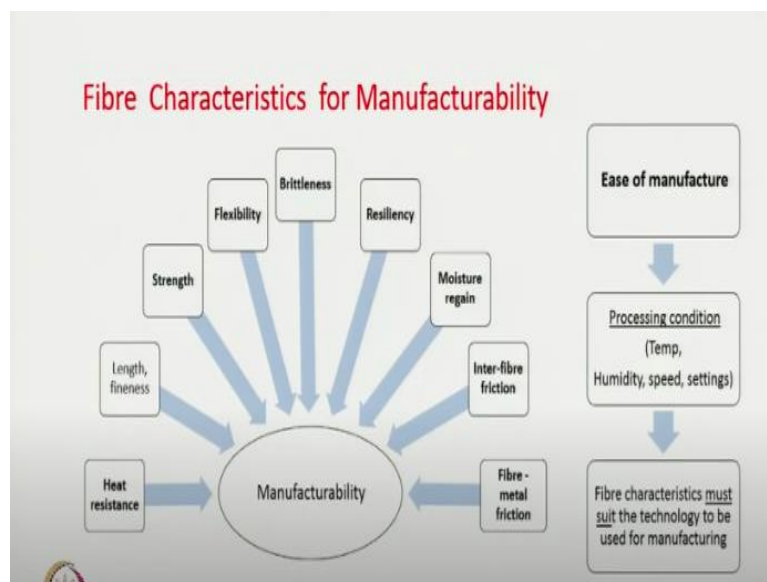 Fibre Characteristics for Manufacturability
Brittleness
Flexibility
Resiliency
Strength
Moisture
regain
Length,
fineness
Inter-fibre
friction
Heat
resistance
Manufacturability
Fibre -
metal
friction
Ease of manufacture
Processing condition
(Temp,
Humidity, speed, settings)
Fibre characteristics must
suit the technology to be
used for manufacturing